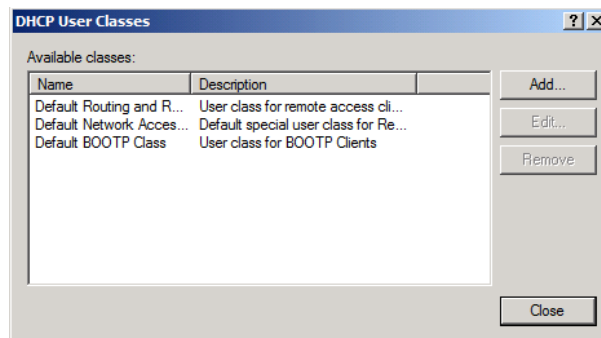 DHCP User Classes
Available classes:
Name Description
Default Routing and R... User class for remote access cli...
Default Network Acces... Default special user class for Re...
Default BOOTP Class User class for BOOTP Clients
Add...
Edit...
Remove
Close